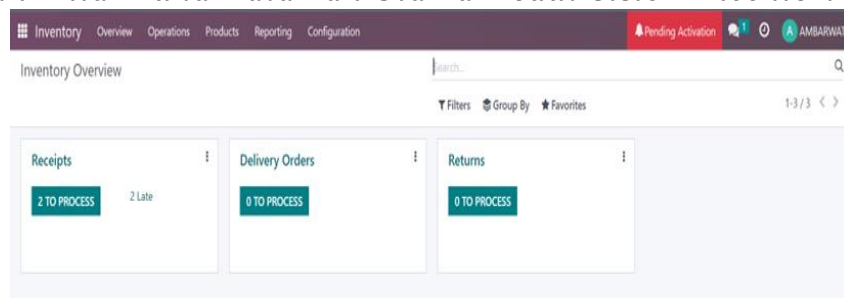 Inventory Overview Operations Products Reporting Configuration Pending Activation 1 A AMBARWAT
Inventory Overview Search...
Filters Group By Favorites 1-3 / 3
Receipts Delivery Orders Returns
2 TO PROCESS 2 Late 0 TO PROCESS 0 TO PROCESS